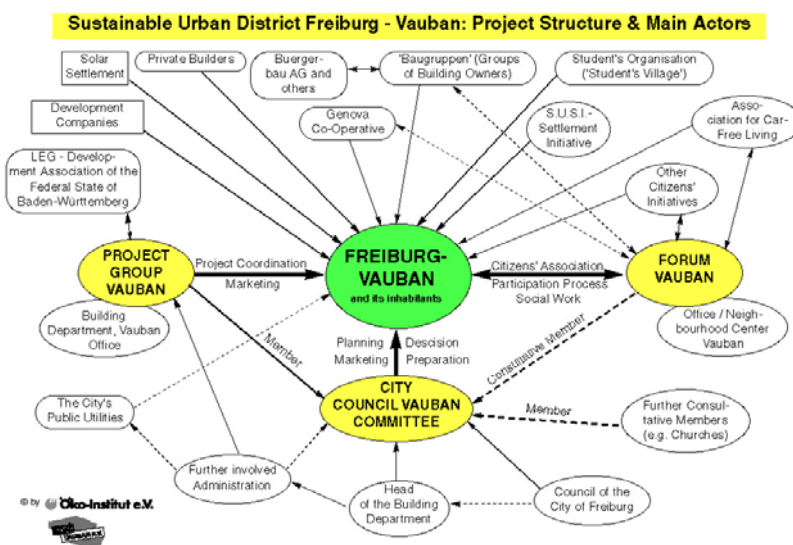 Sustainable Urban District Freiburg - Vauban: Project Structure & Main Actors
Solar
Settlement
Private Builders
Buerger-
bau AG and
others
'Baugruppen' (Groups
of Building Owners)
Student's Organisation
('Student's Village')
Development
Companies
Genova
Co-Operative
S.U.S.I.-
Settlement
Initiative
Asso-
ciation for Car-
Free Living
LEG - Develop-
ment Association of the
Federal State of
Baden-Württemberg
Other
Citizens'
Initiatives
PROJECT
GROUP
VAUBAN
Project Coordination
Marketing
FREIBURG-
VAUBAN
and its inhabitants
Citizens' Association
Participation Process
Social Work
FORUM
VAUBAN
Building
Department, Vauban
Office
Office / Neigh-
bourhood Center
Vauban
Member
Planning
Marketing
Descision
Preparation
Constitutive Member
The City's
Public Utilities
CITY
COUNCIL VAUBAN
COMMITTEE
Member
Further Consul-
tative Members
(e.g. Churches)
Further involved
Administration
Head
of the Building
Department
Council of the
City of Freiburg
© by Öko-Institut e.V.